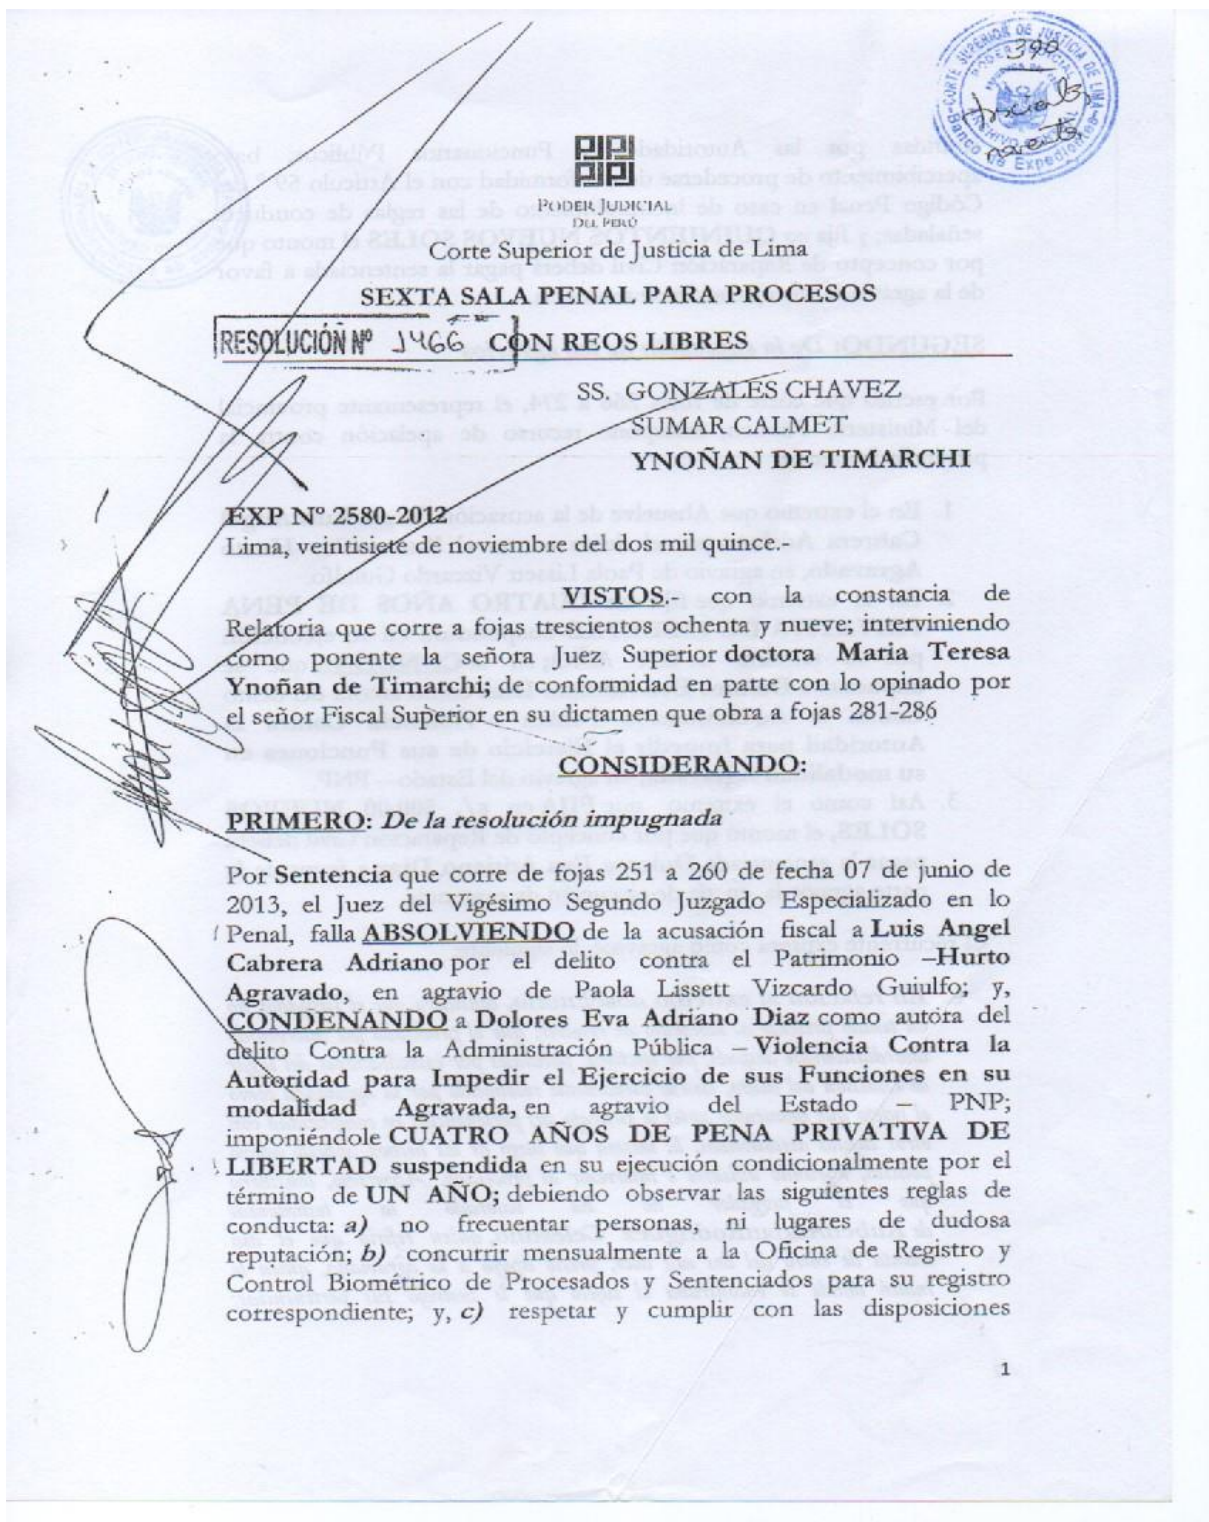 CORTE SUPERIOR DE JUSTICIA DE LIMA
PODER JUDICIAL
390
Banco de Expedientes
PODER JUDICIAL
DEL PERÚ
Corte Superior de Justicia de Lima
SEXTA SALA PENAL PARA PROCESOS
RESOLUCIÓN Nº 1466 CON REOS LIBRES
SS. GONZALES CHAVEZ
SUMAR CALMET
YNOÑAN DE TIMARCHI
EXP Nº 2580-2012
Lima, veintisiete de noviembre del dos mil quince.-
VISTOS.- con la constancia de
Relatoria que corre a fojas trescientos ochenta y nueve; interviniendo
como ponente la señora Juez Superior doctora Maria Teresa
Ynoñan de Timarchi; de conformidad en parte con lo opinado por
el señor Fiscal Superior en su dictamen que obra a fojas 281-286
CONSIDERANDO:
PRIMERO: De la resolución impugnada
Por Sentencia que corre de fojas 251 a 260 de fecha 07 de junio de
2013, el Juez del Vigésimo Segundo Juzgado Especializado en lo
Penal, falla ABSOLVIENDO de la acusación fiscal a Luis Angel
Cabrera Adriano por el delito contra el Patrimonio –Hurto
Agravado, en agravio de Paola Lissett Vizcardo Guiulfo; y,
CONDENANDO a Dolores Eva Adriano Diaz como autora del
delito Contra la Administración Pública – Violencia Contra la
Autoridad para Impedir el Ejercicio de sus Funciones en su
modalidad Agravada, en agravio del Estado – PNP;
imponiéndole CUATRO AÑOS DE PENA PRIVATIVA DE
LIBERTAD suspendida en su ejecución condicionalmente por el
término de UN AÑO; debiendo observar las siguientes reglas de
conducta: a) no frecuentar personas, ni lugares de dudosa
reputación; b) concurrir mensualmente a la Oficina de Registro y
Control Biométrico de Procesados y Sentenciados para su registro
correspondiente; y, c) respetar y cumplir con las disposiciones
1